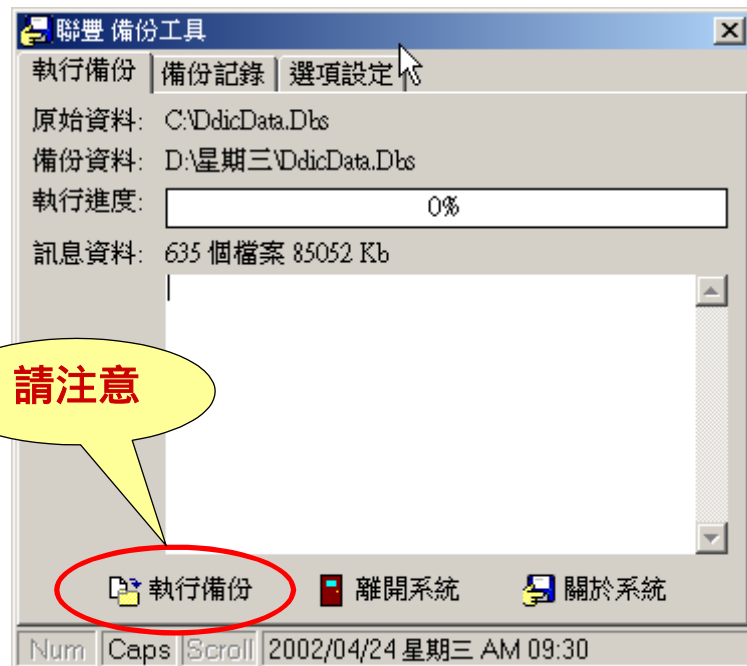 聯豐 備份工具
執行備份 備份記錄 選項設定
原始資料: C:\DdicData.Dbs
備份資料: D:\星期三\DdicData.Dbs
執行進度: 0%
訊息資料: 635 個檔案 85052 Kb
請注意
執行備份 離開系統 關於系統
Num Caps Scroll 2002/04/24 星期三 AM 09:30